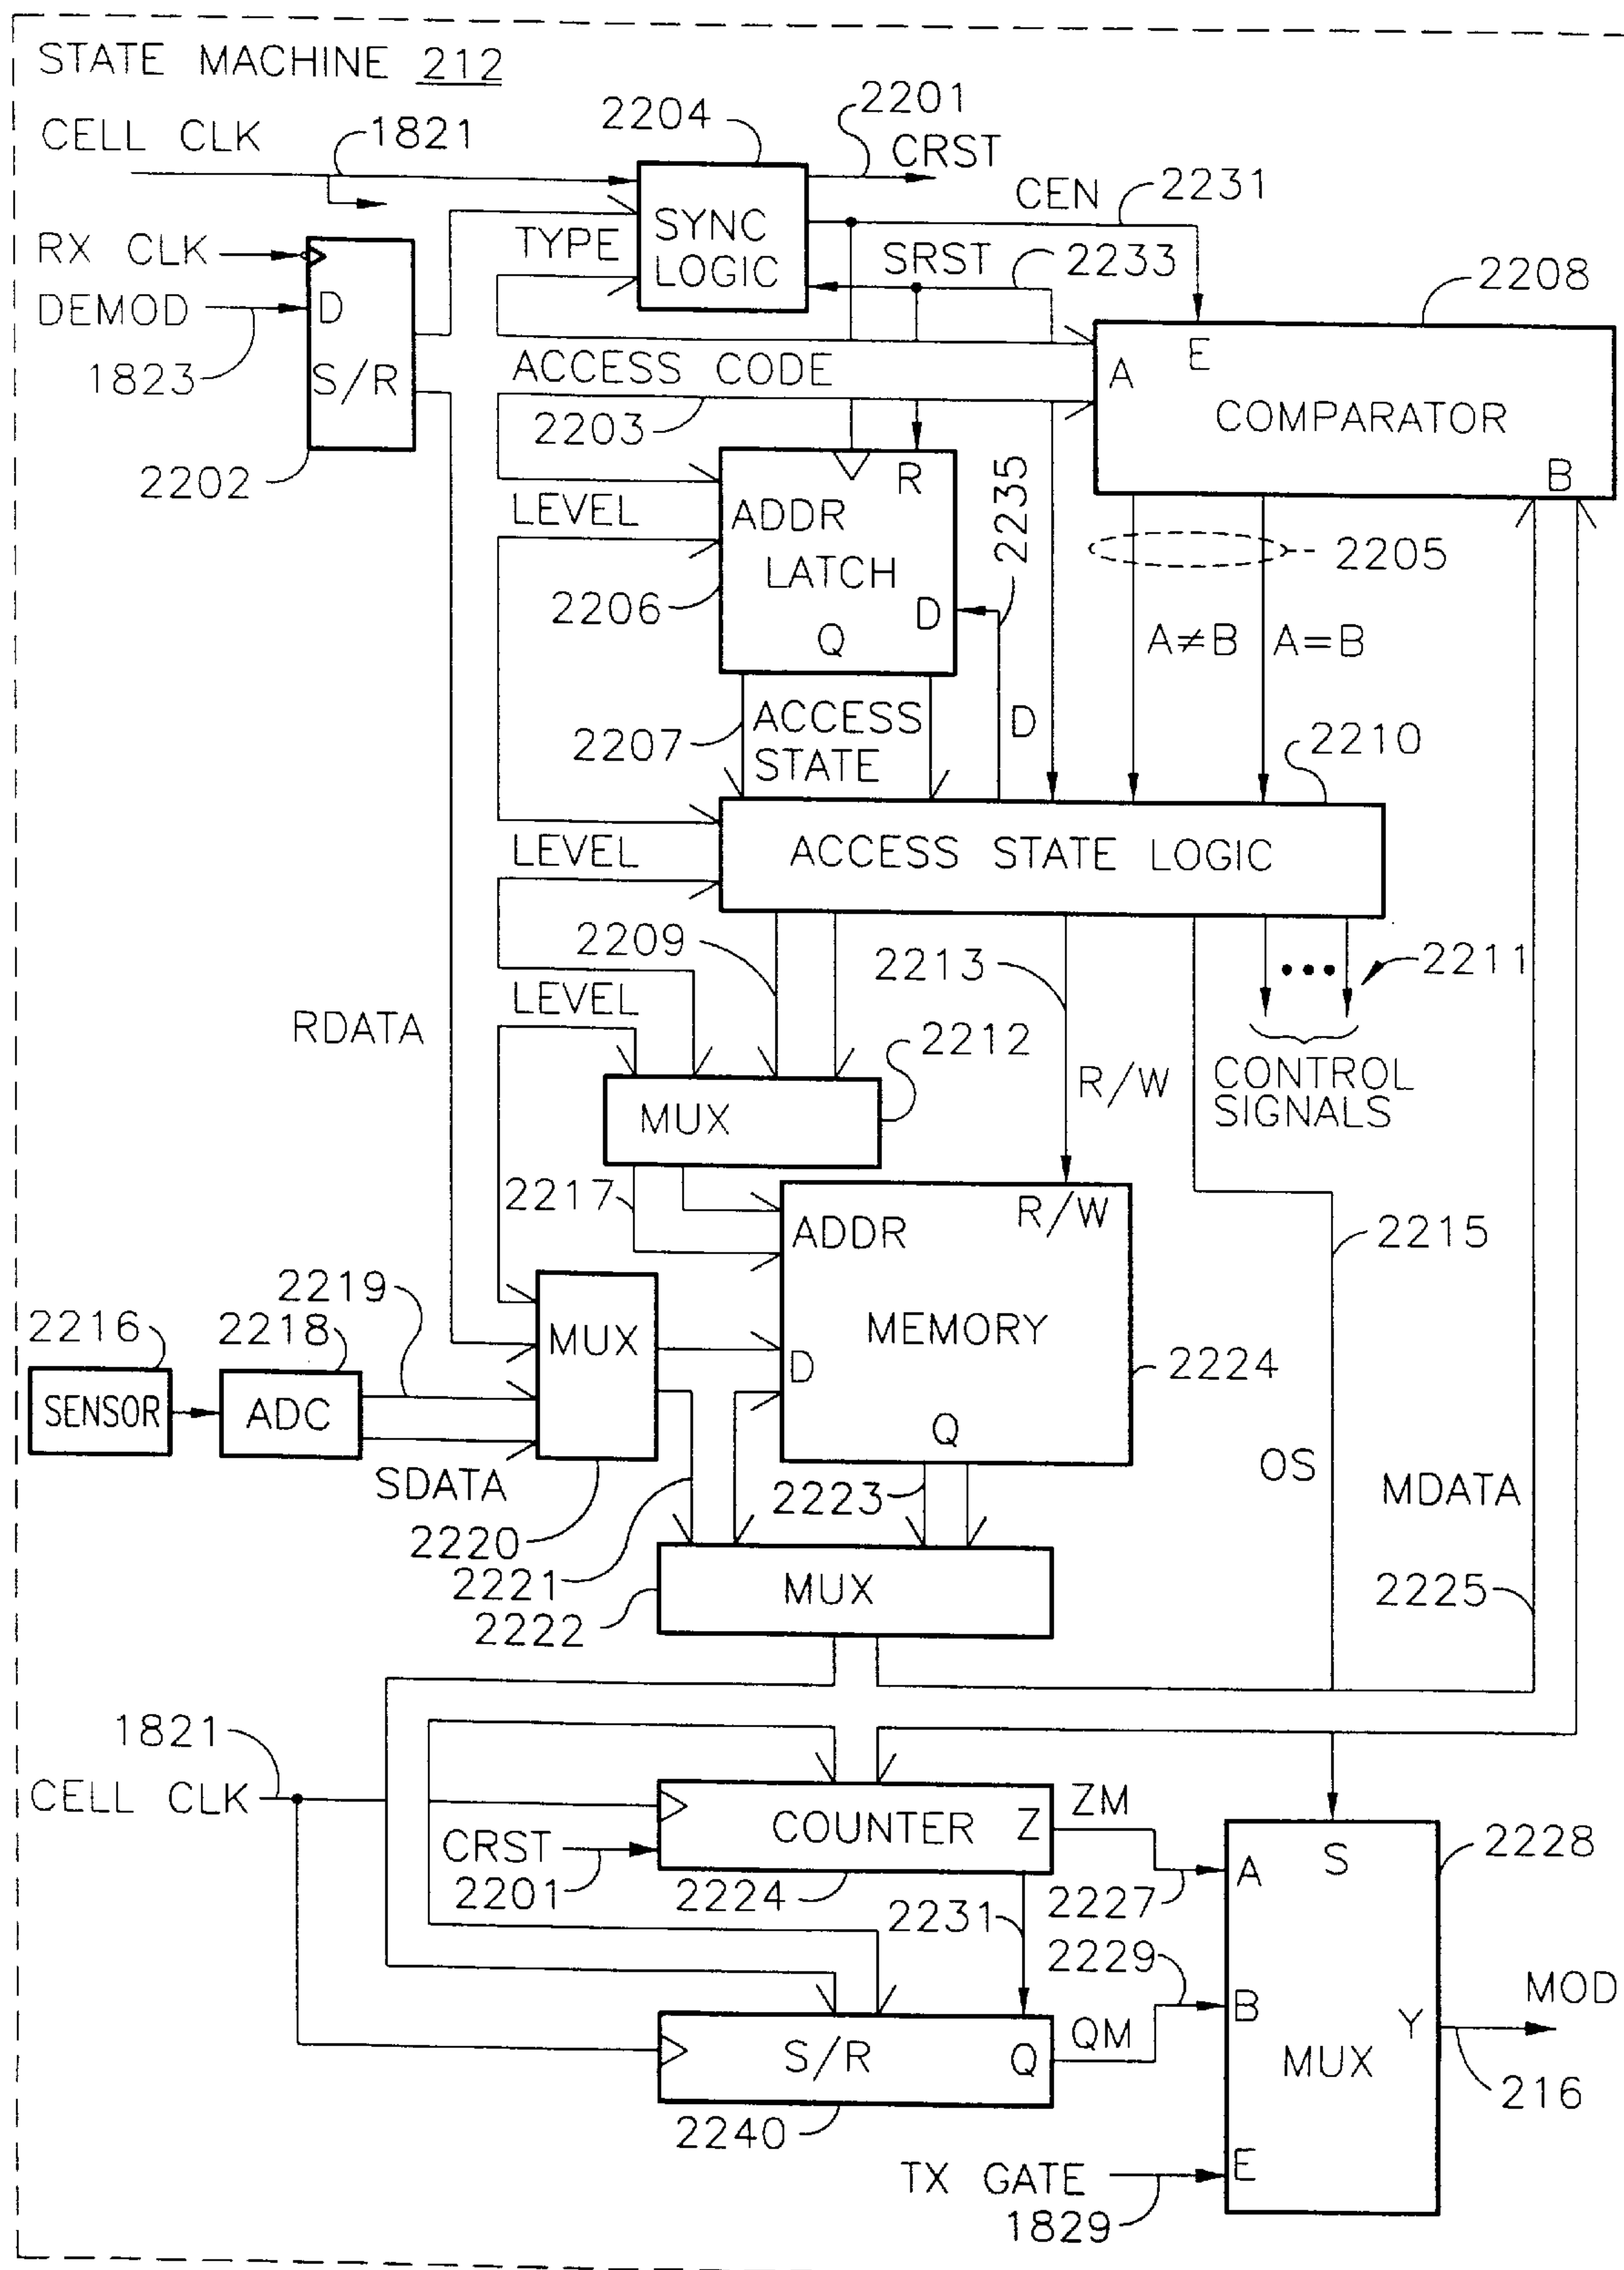 STATE MACHINE 212
CELL CLK
1821
2204
2201
CRST
CEN
2231
RX CLK
DEMOD
1823
D
S/R
2202
TYPE
SYNC
LOGIC
SRST
2233
2208
A
E
COMPARATOR
B
ACCESS CODE
2203
LEVEL
ADDR
R
LATCH
D
Q
2206
2235
2205
A≠B
A=B
2207
ACCESS
STATE
D
2210
LEVEL
ACCESS STATE LOGIC
2209
2213
2211
LEVEL
RDATA
2212
R/W
CONTROL
SIGNALS
MUX
2217
ADDR
R/W
2215
2219
2216
2218
MUX
MEMORY
D
2224
SENSOR
ADC
Q
SDATA
2223
OS
MDATA
2220
2221
2222
MUX
2225
1821
CELL CLK
COUNTER
Z
ZM
CRST
2201
2224
2231
2227
A
S
2228
2229
B
MOD
QM
Y
S/R
Q
MUX
216
2240
TX GATE
1829
E